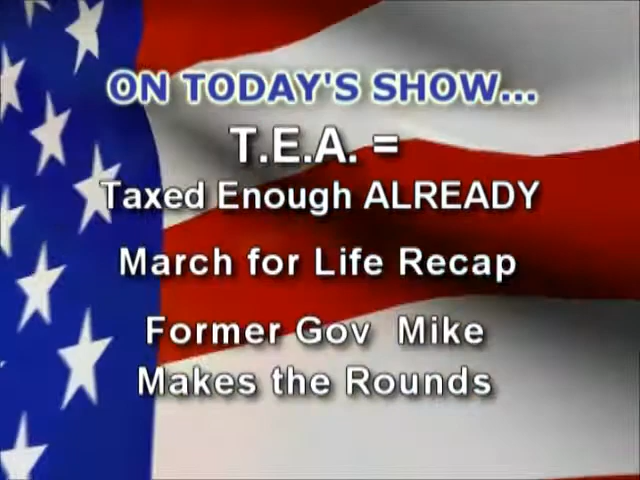 ON TODAY'S SHOW...
T.E.A. =
Taxed Enough ALREADY
March for Life Recap
Former Gov Mike
Makes the Rounds